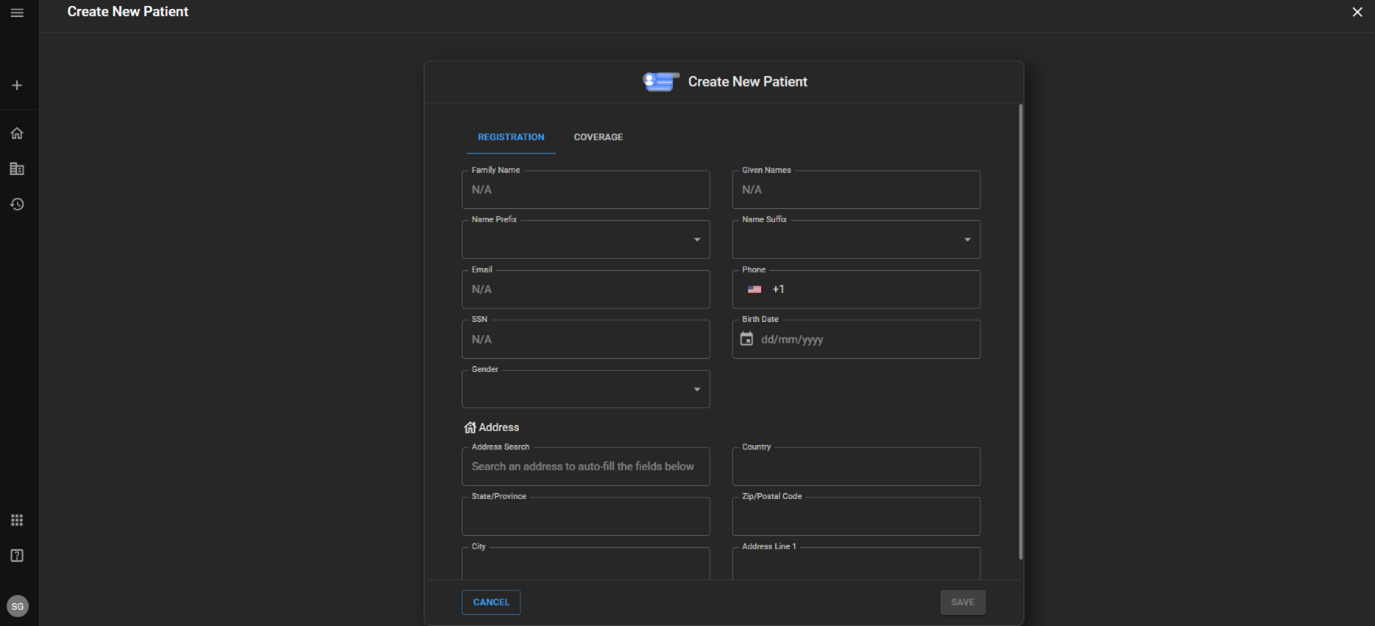 Create New Patient
Create New Patient
REGISTRATION COVERAGE
Family Name Given Names
N/A N/A
Name Prefix Name Suffix
Email Phone
N/A +1
SSN Birth Date
N/A dd/mm/yyyy
Gender
Address
Address Search Country
Search an address to auto-fill the fields below
State/Province Zip/Postal Code
City Address Line 1
CANCEL SAVE
SG